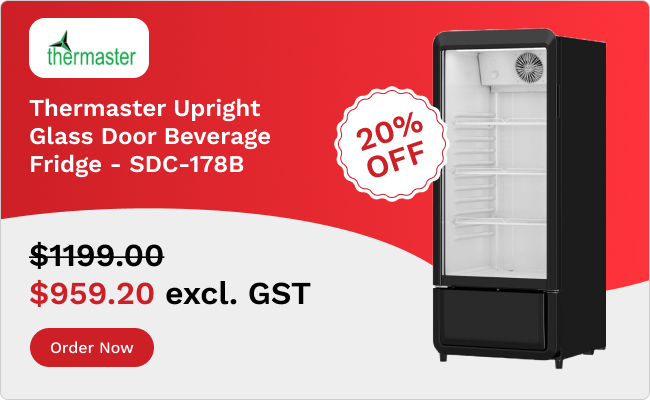 thermaster
Thermaster Upright
Glass Door Beverage
Fridge - SDC-178B
20%
OFF
$1199.00
$959.20 excl. GST
Order Now